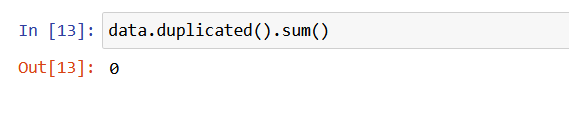 In [13]: data.duplicated().sum()
Out[13]: 0